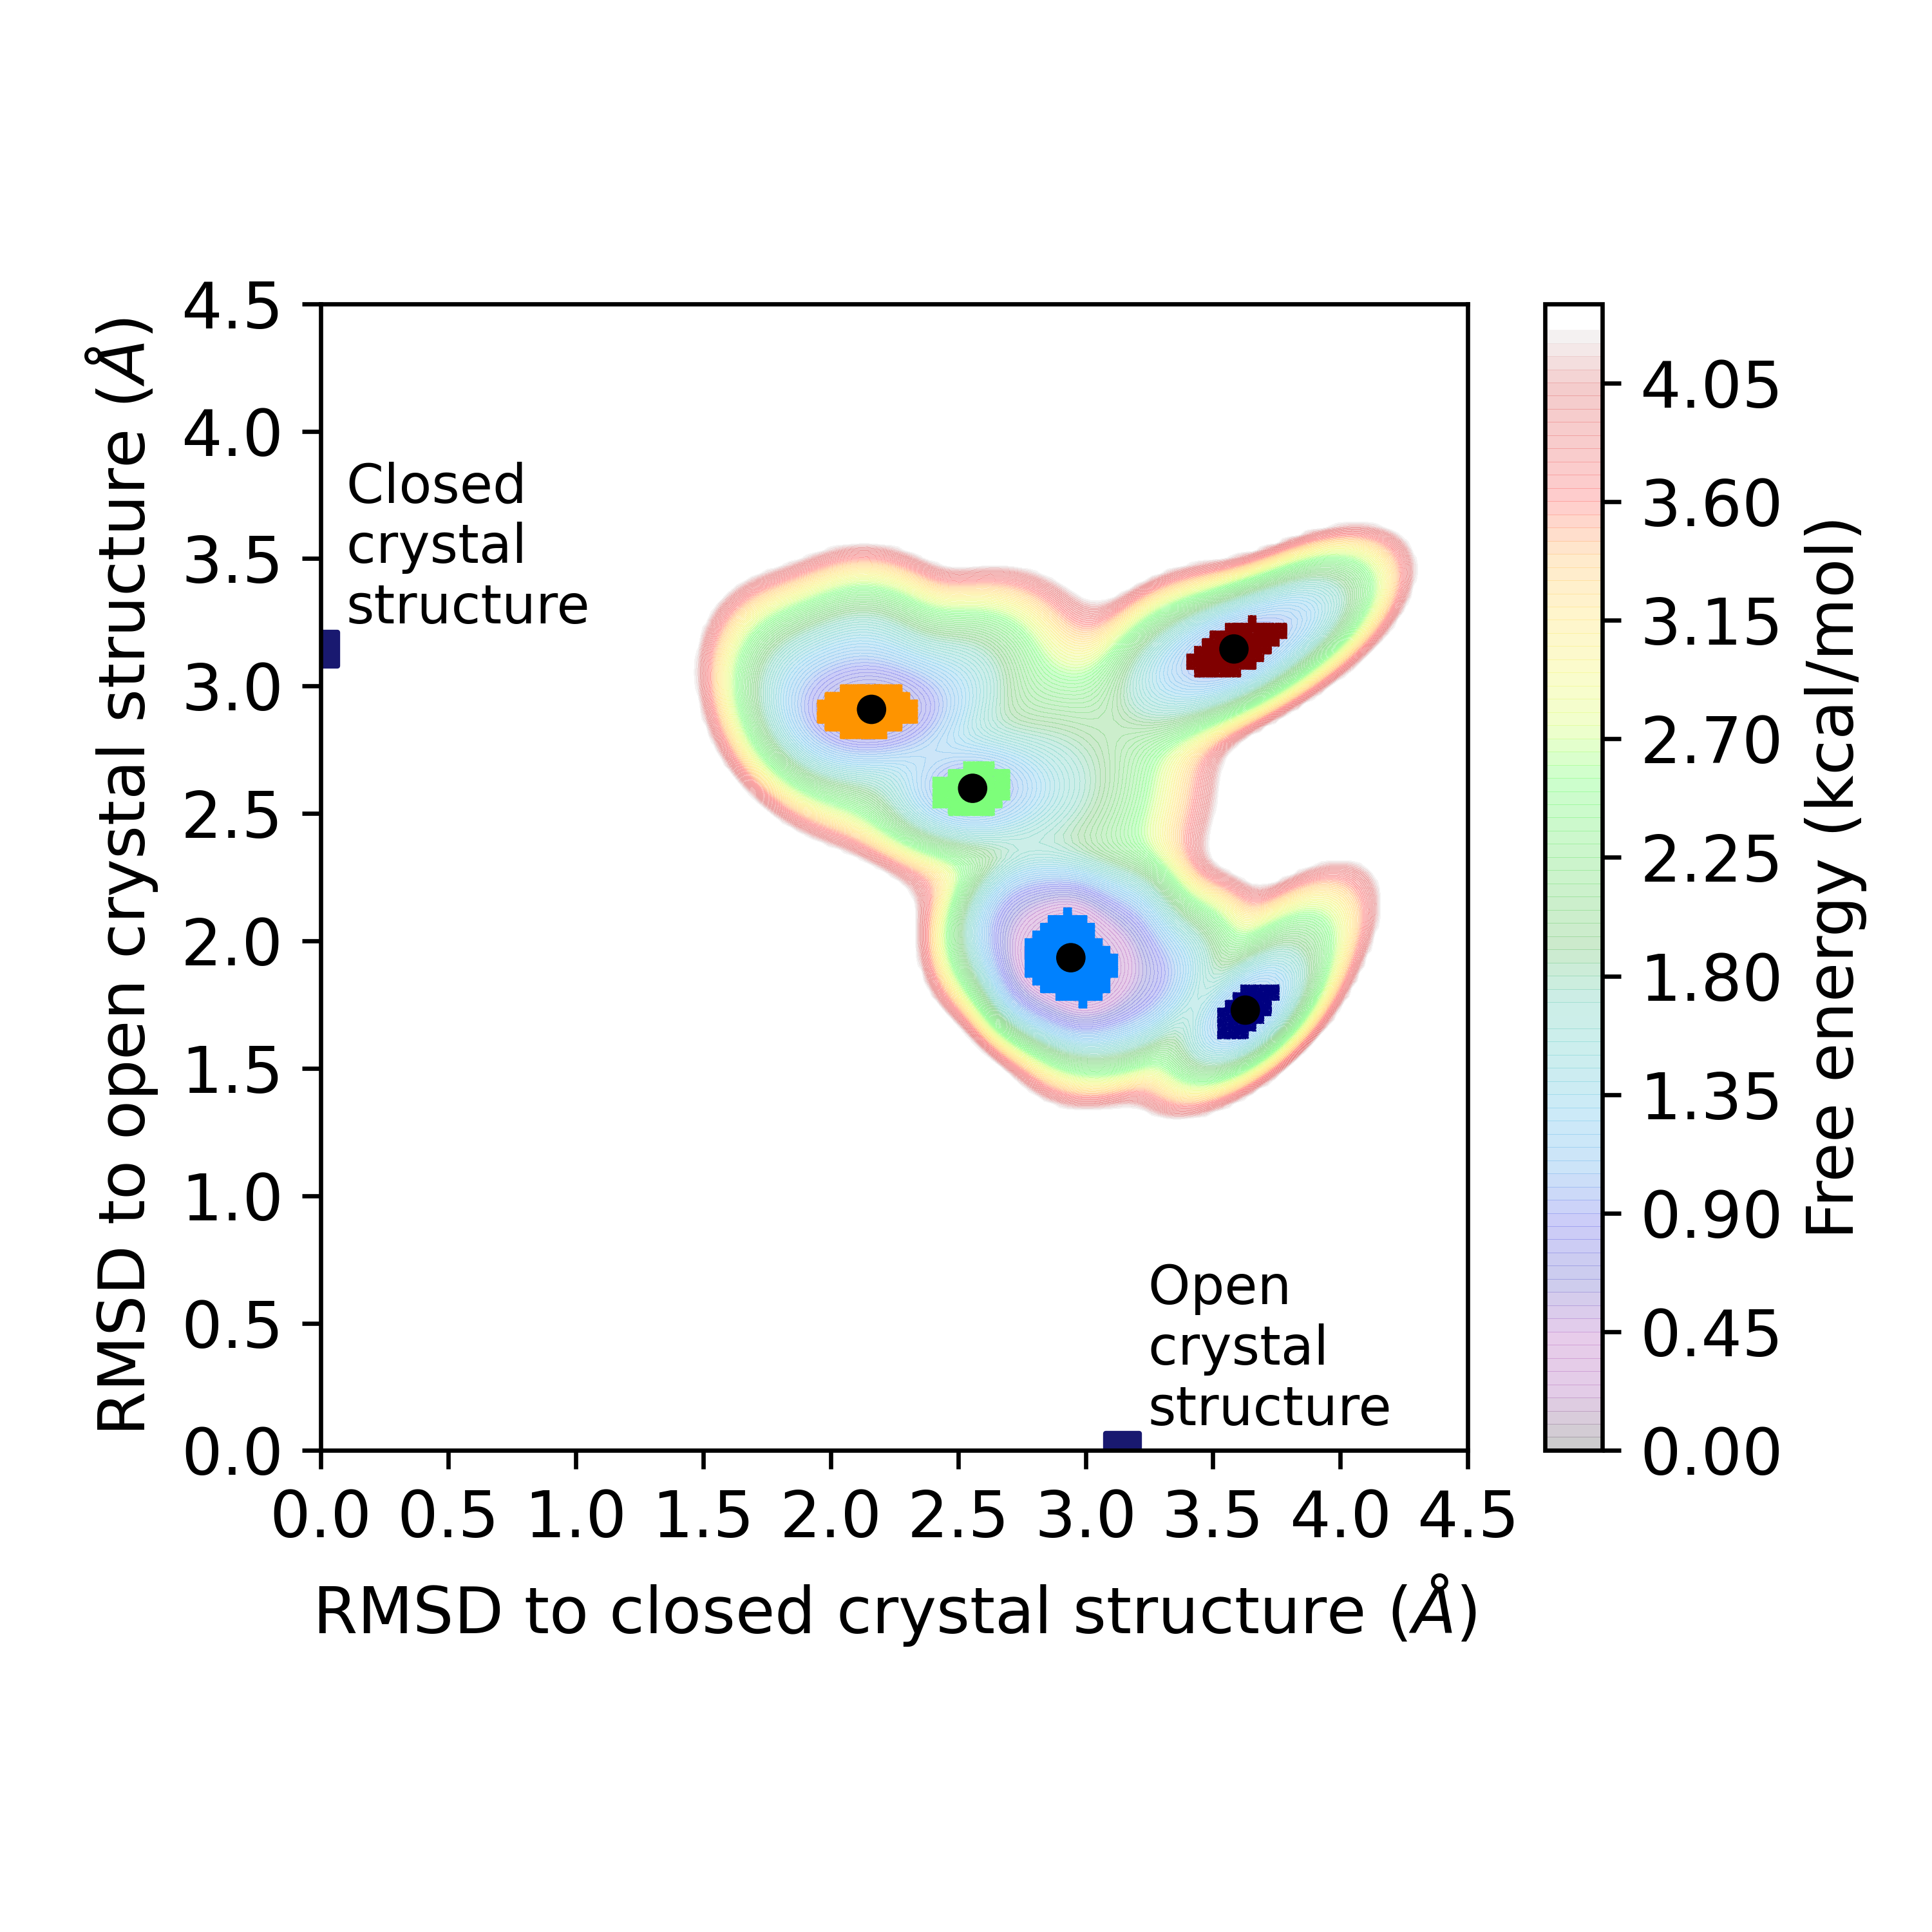 RMSD to open crystal structure (Å)
4.5
4.0
3.5
3.0
2.5
2.0
1.5
1.0
0.5
0.0
Closed
crystal
structure
Open
crystal
structure
0.0 0.5 1.0 1.5 2.0 2.5 3.0 3.5 4.0 4.5
RMSD to closed crystal structure (Å)
4.05
3.60
3.15
2.70
2.25
1.80
1.35
0.90
0.45
0.00
Free energy (kcal/mol)